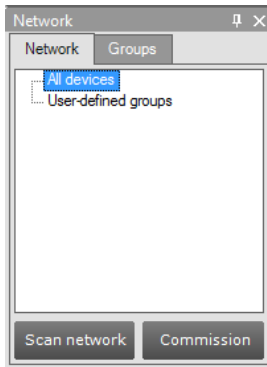 Network
Network Groups
All devices
User-defined groups
Scan network Commission